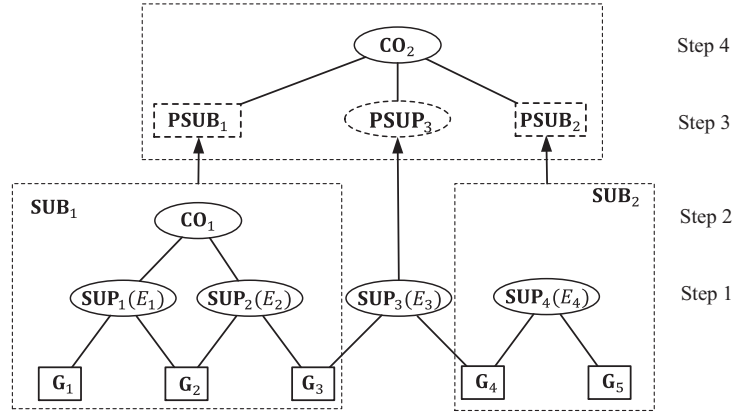 CO₂ Step 4
PSUB₁ PSUP₃ PSUB₂ Step 3
SUB₁ SUB₂
CO₁ Step 2
SUP₁(E₁) SUP₂(E₂) SUP₃(E₃) SUP₄(E₄) Step 1
G₁ G₂ G₃ G₄ G₅